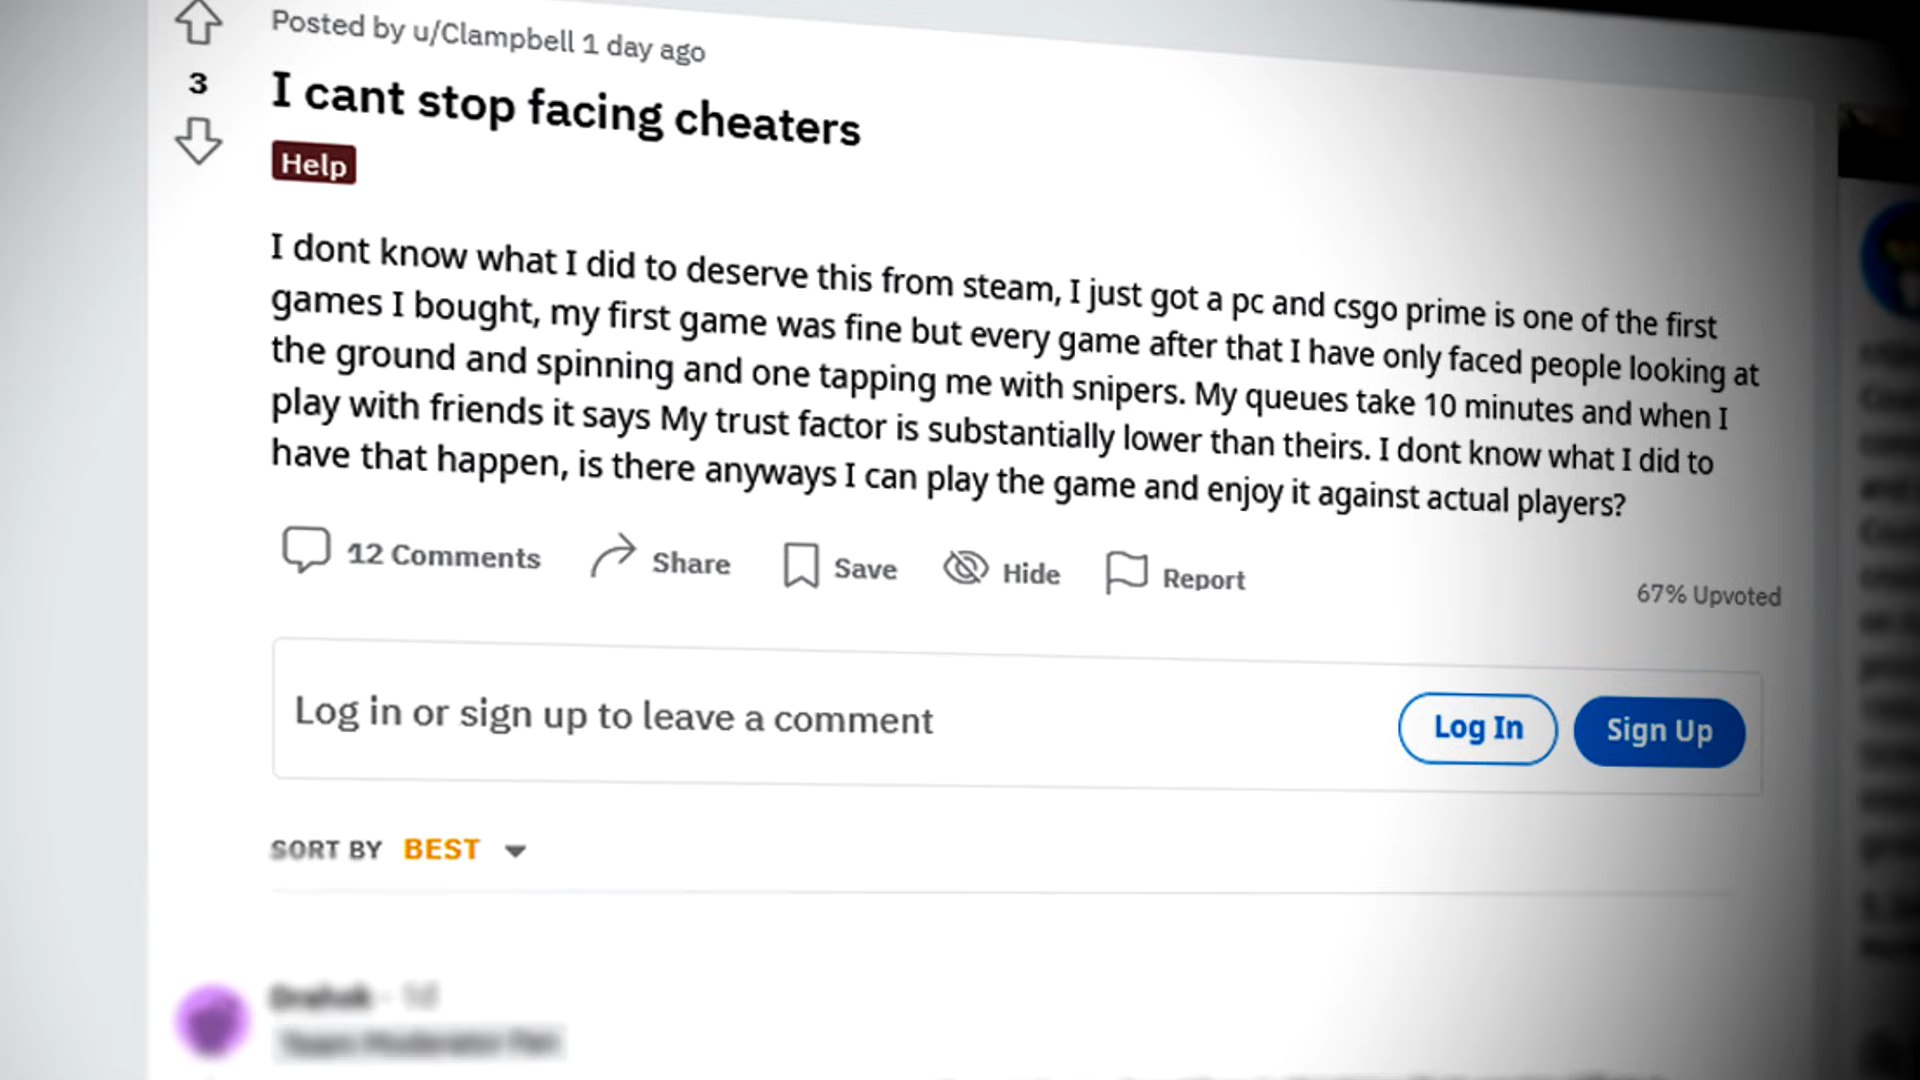 Posted by u/Clampbell 1 day ago
3
I cant stop facing cheaters
Help
I dont know what I did to deserve this from steam, I just got a pc and csgo prime is one of the first
games I bought, my first game was fine but every game after that I have only faced people looking at
the ground and spinning and one tapping me with snipers. My queues take 10 minutes and when I
play with friends it says My trust factor is substantially lower than theirs. I dont know what I did to
have that happen, is there anyways I can play the game and enjoy it against actual players?
12 Comments Share Save Hide Report
67% Upvoted
Log in or sign up to leave a comment
Log In Sign Up
SORT BY BEST